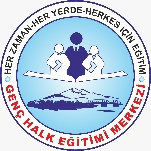 HER ZAMAN-HER YERDE-HERKES İÇİN EĞİTİM
GENÇ HALK EĞİTİMİ MERKEZİ